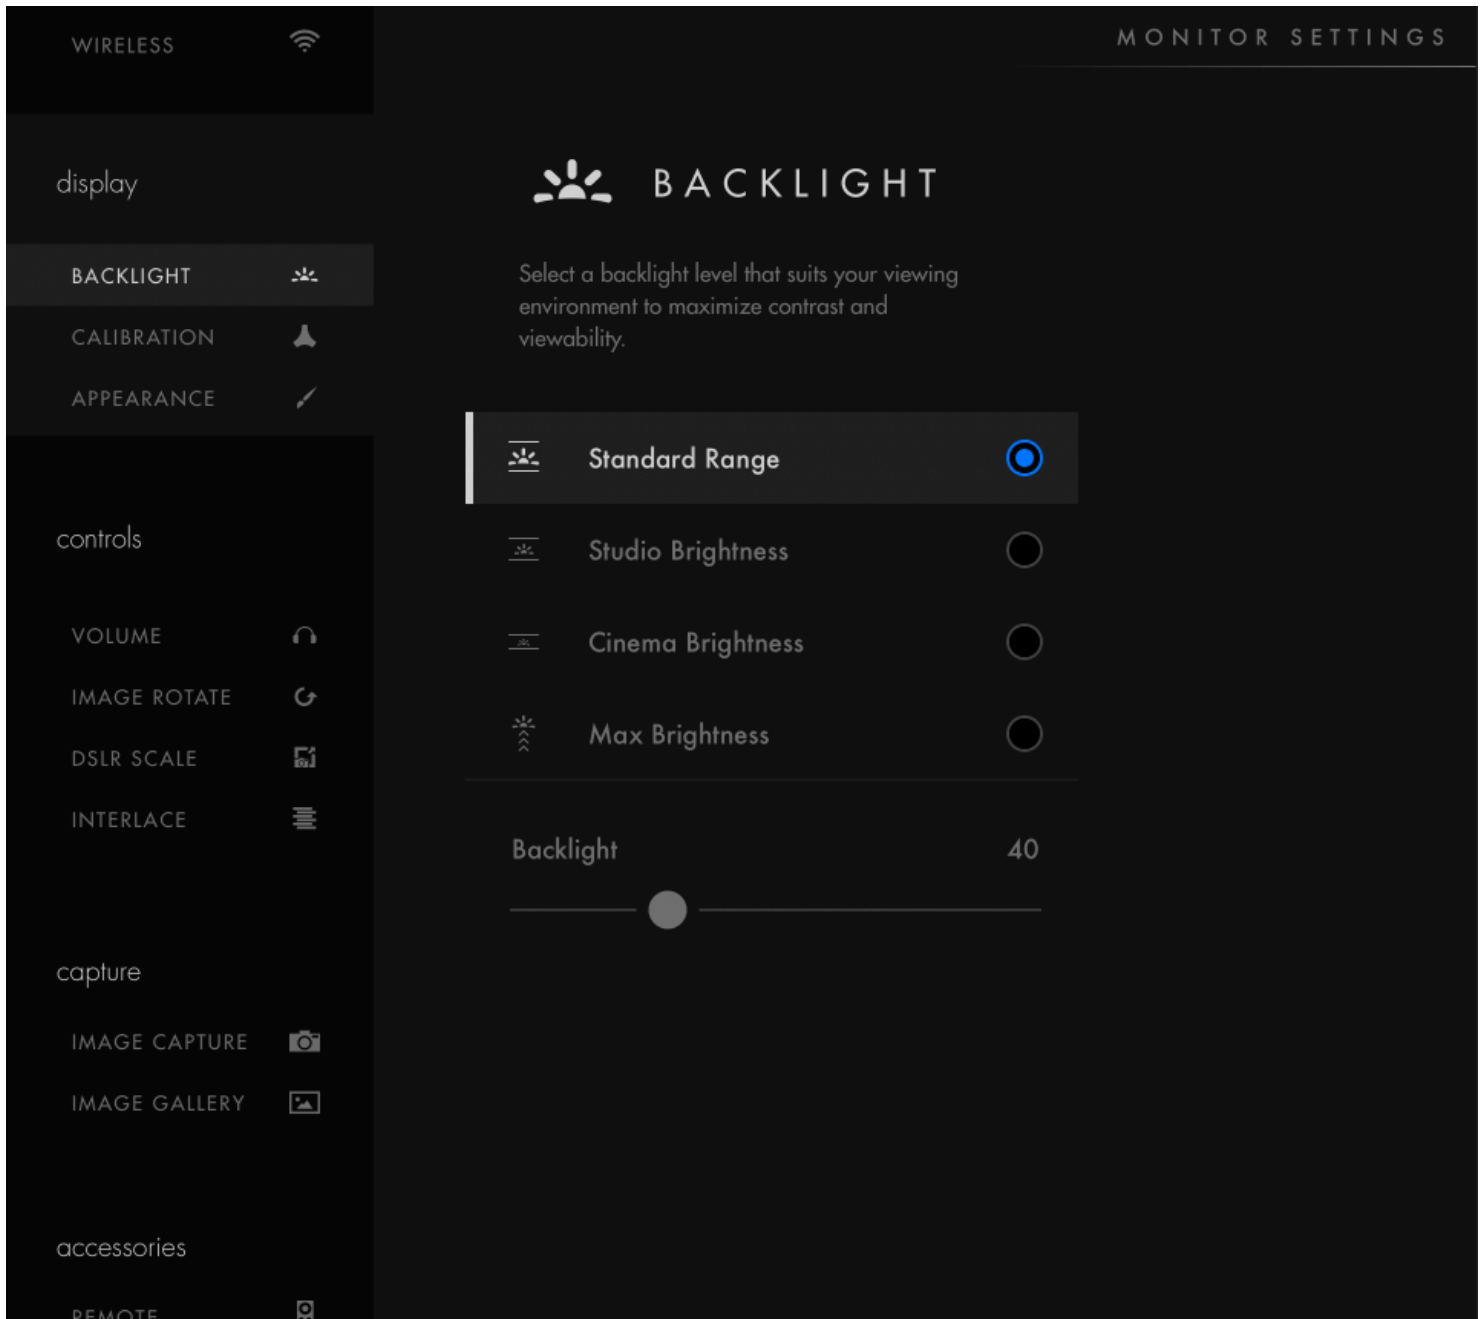 WIRELESS
MONITOR SETTINGS
display
BACKLIGHT
CALIBRATION
APPEARANCE
controls
VOLUME
IMAGE ROTATE
DSLR SCALE
INTERLACE
capture
IMAGE CAPTURE
IMAGE GALLERY
accessories
REMOTE
BACKLIGHT
Select a backlight level that suits your viewing
environment to maximize contrast and
viewability.
Standard Range
Studio Brightness
Cinema Brightness
Max Brightness
Backlight 40